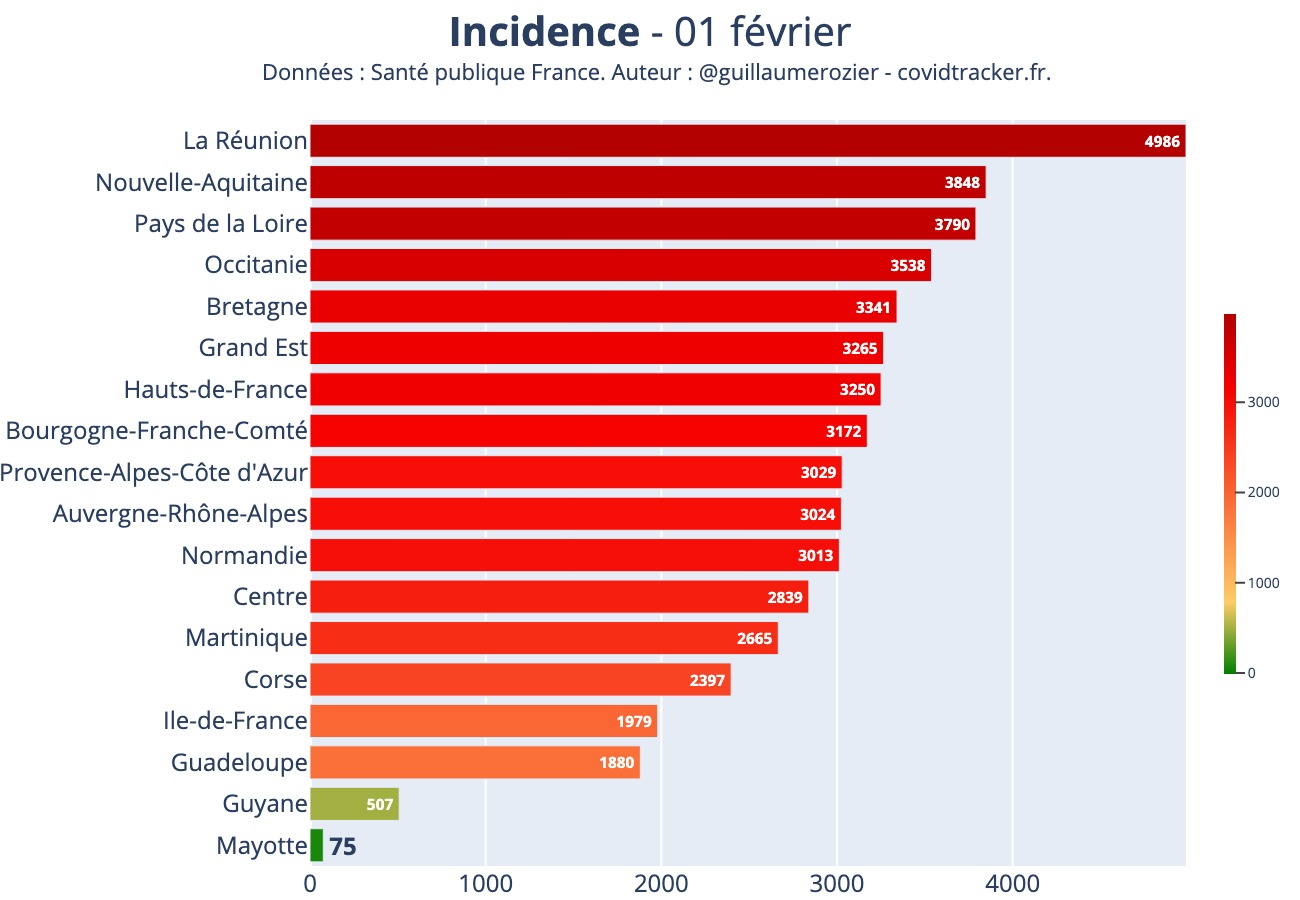 Incidence - 01 février
Données : Santé publique France. Auteur : @guillaumerozier - covidtracker.fr.
La Réunion 4986
Nouvelle-Aquitaine 3848
Pays de la Loire 3790
Occitanie 3538
Bretagne 3341
Grand Est 3265
Hauts-de-France 3250
Bourgogne-Franche-Comté 3172
Provence-Alpes-Côte d'Azur 3029
Auvergne-Rhône-Alpes 3024
Normandie 3013
Centre 2839
Martinique 2665
Corse 2397
Ile-de-France 1979
Guadeloupe 1880
Guyane 507
Mayotte 75
0 1000 2000 3000 4000
3000
2000
1000
0